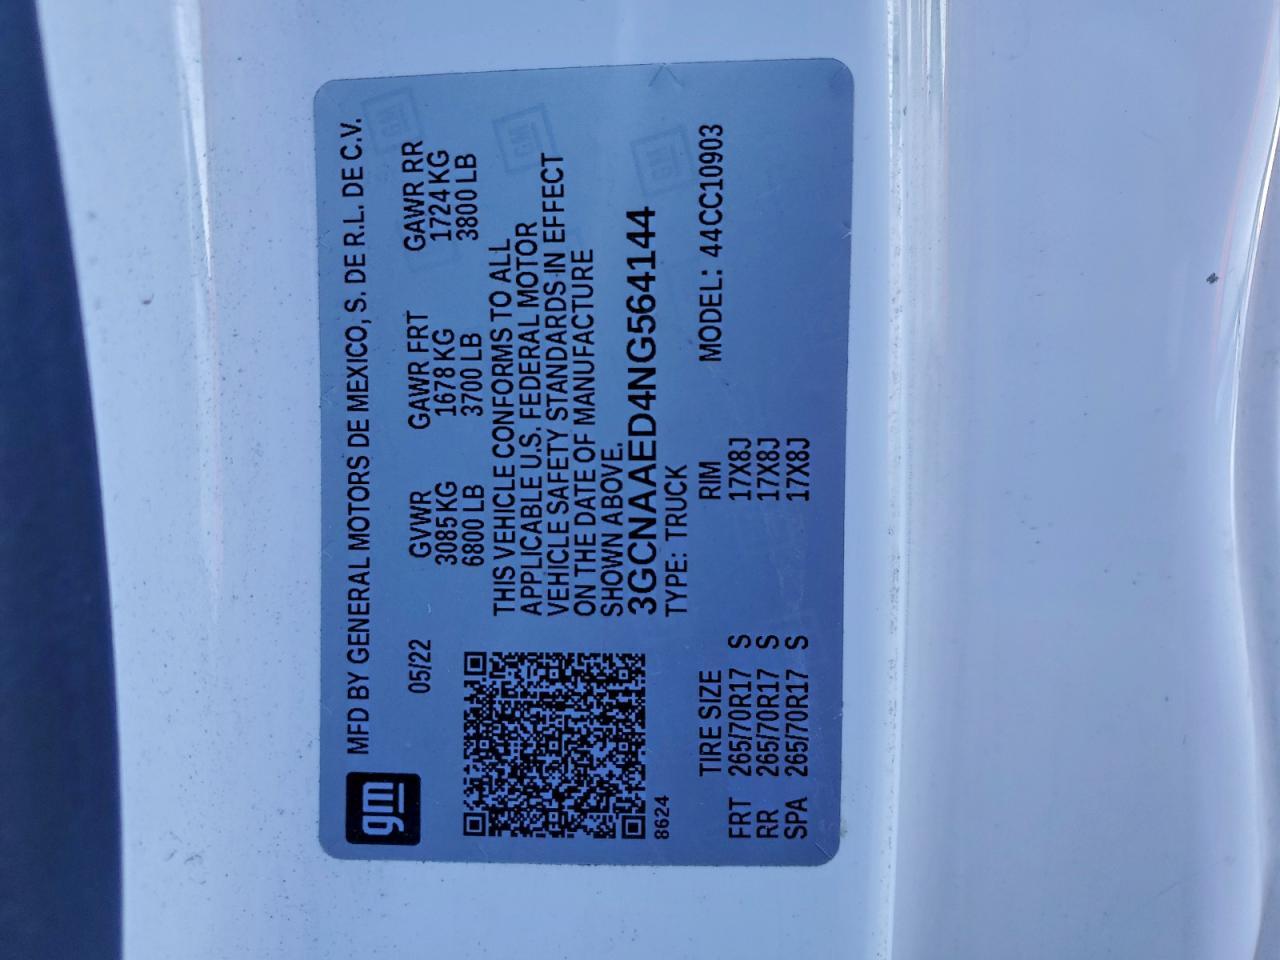 gm MFD BY GENERAL MOTORS DE MEXICO, S. DE R.L. DE C.V.
05/22 GVWR GAWR FRT GAWR RR
3085 KG 1678 KG 1724 KG
6800 LB 3700 LB 3800 LB
THIS VEHICLE CONFORMS TO ALL
APPLICABLE U.S. FEDERAL MOTOR
VEHICLE SAFETY STANDARDS IN EFFECT
ON THE DATE OF MANUFACTURE
SHOWN ABOVE.
3GCNAAED4NG564144
8624 TYPE: TRUCK
TIRE SIZE RIM MODEL: 44CC10903
FRT 265/70R17 S 17X8J
RR 265/70R17 S 17X8J
SPA 265/70R17 S 17X8J
GM
GM
GM